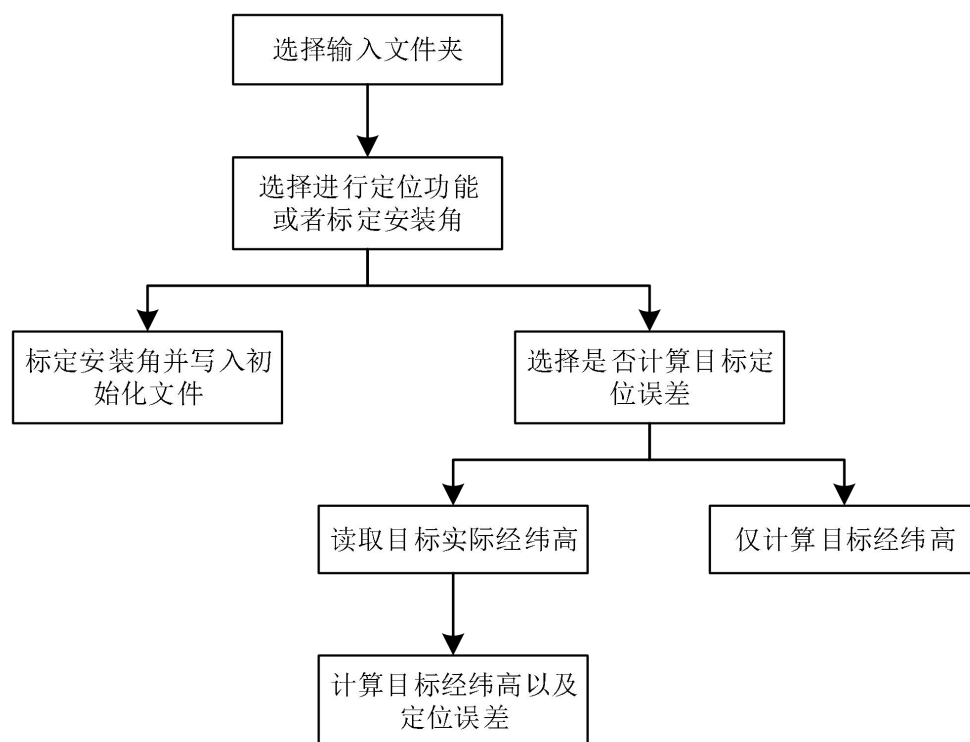 选择输入文件夹
选择进行定位功能
或者标定安装角
标定安装角并写入初
始化文件
选择是否计算目标定
位误差
读取目标实际经纬高
仅计算目标经纬高
计算目标经纬高以及
定位误差